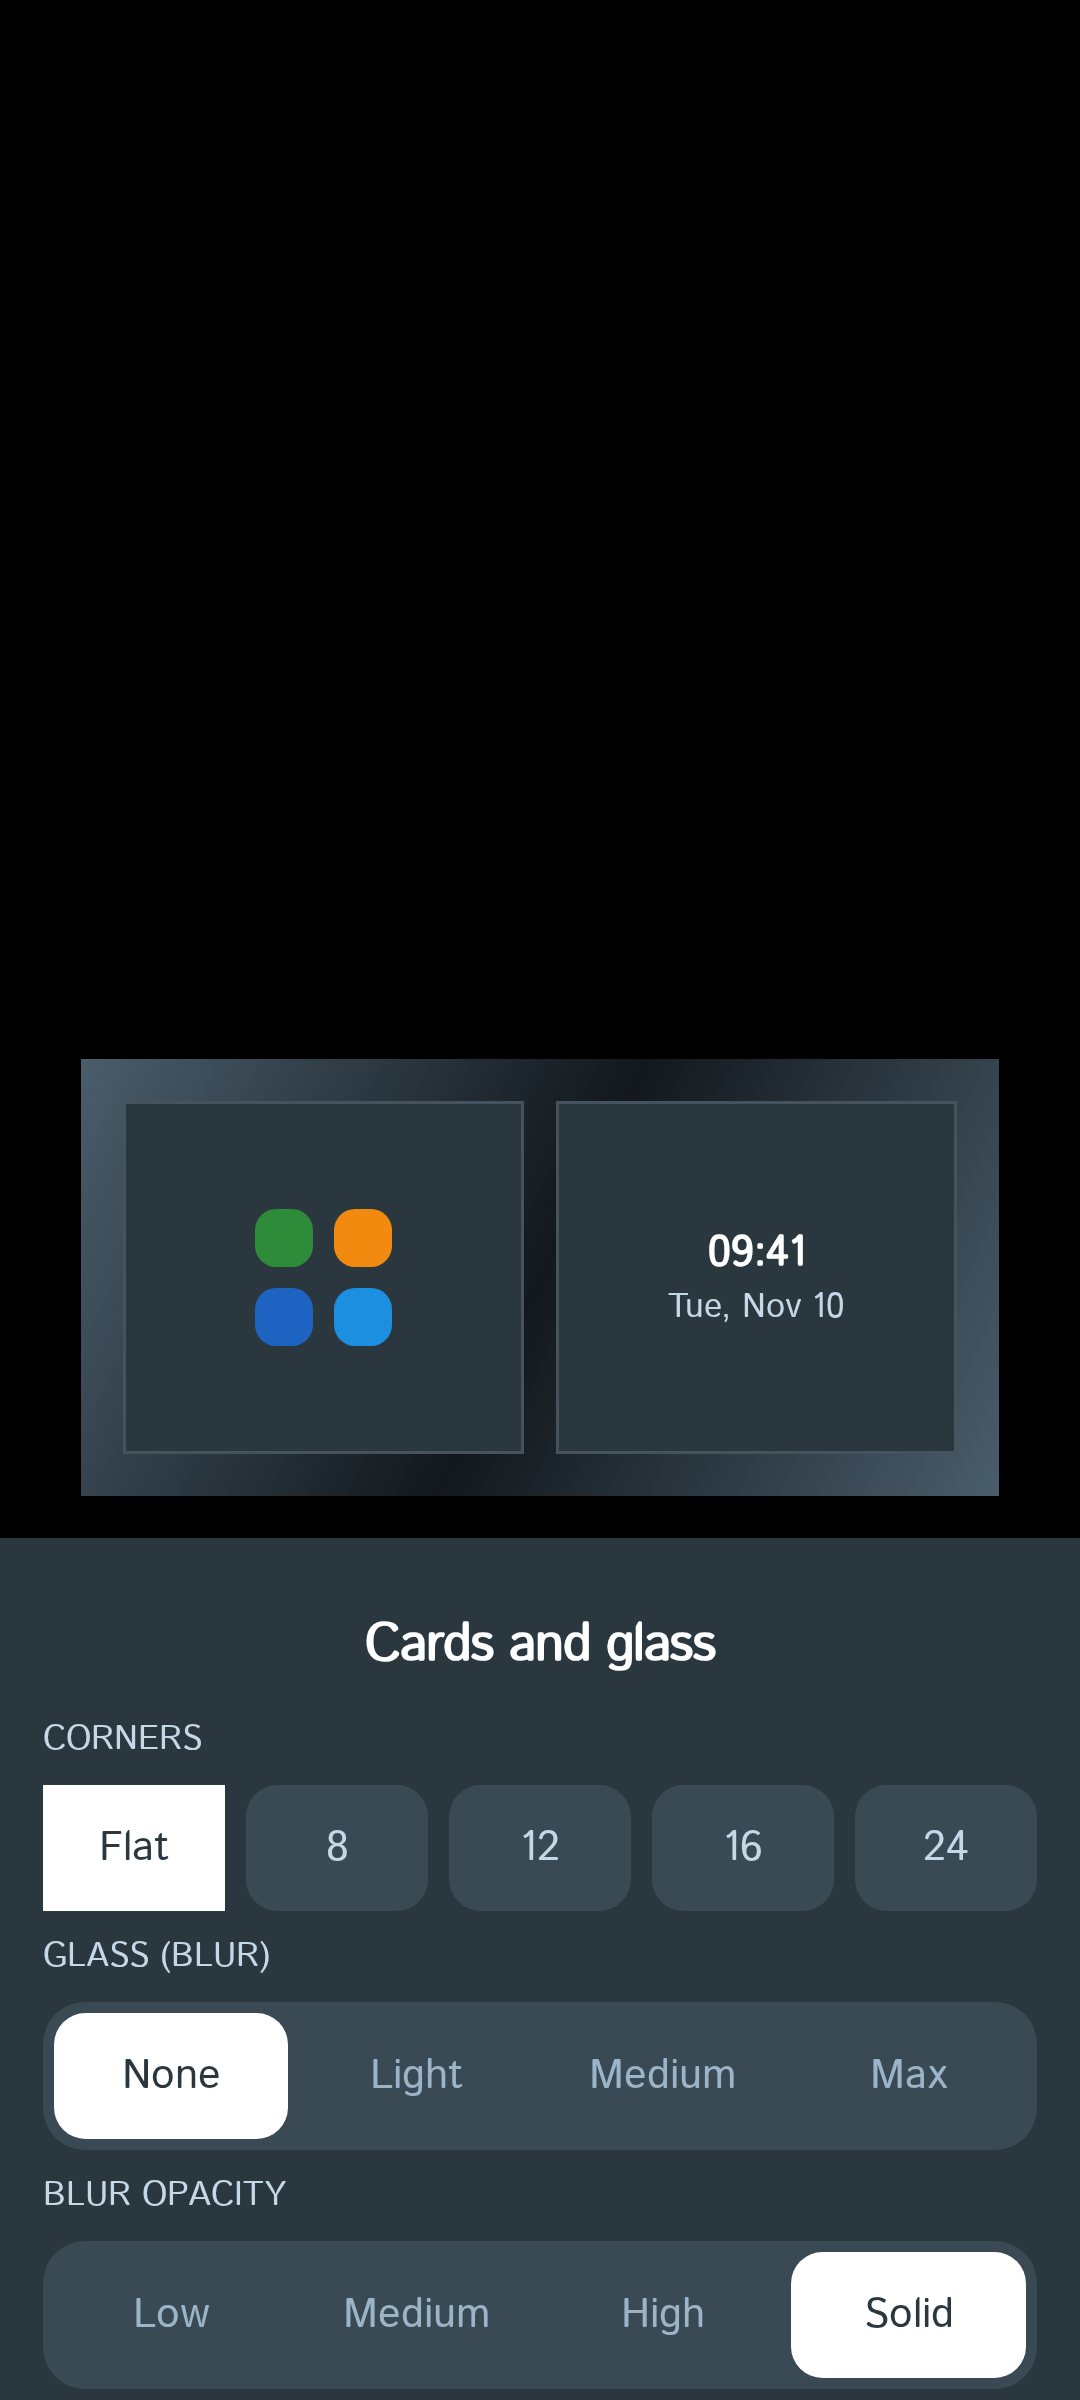 09:41
Tue, Nov 10
Cards and glass
CORNERS
Flat 8 12 16 24
GLASS (BLUR)
None Light Medium Max
BLUR OPACITY
Low Medium High Solid